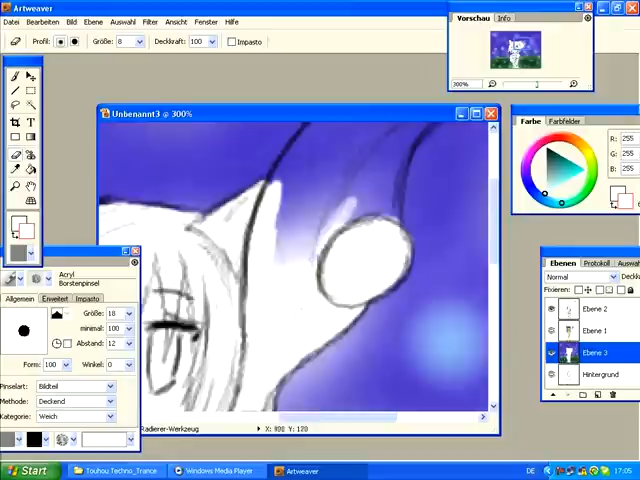 Artweaver
Datei Bearbeiten Bild Ebene Auswahl Filter Ansicht Fenster Hilfe
Profil: Größe: 8 Deckkraft: 100 Impasto
Vorschau Info
300%
Unbenannt3 @ 300%
Farbe Farbfelder
R: 255
G: 255
B: 255
Acryl
Borstenpinsel
Allgemein Erweitert Impasto
Größe: 18
minimal: 100
Abstand: 12
Form: 100 Winkel: 0
Pinselart: Bildteil
Methode: Deckend
Kategorie: Weich
Ebenen Protokoll Auswah
Normal Decku
Fixieren:
Ebene 2
Ebene 1
Ebene 3
Hintergrund
Radierer-Werkzeug X: 898 Y: 120
Start Touhou Techno_Trance Windows Media Player Artweaver DE 17:05